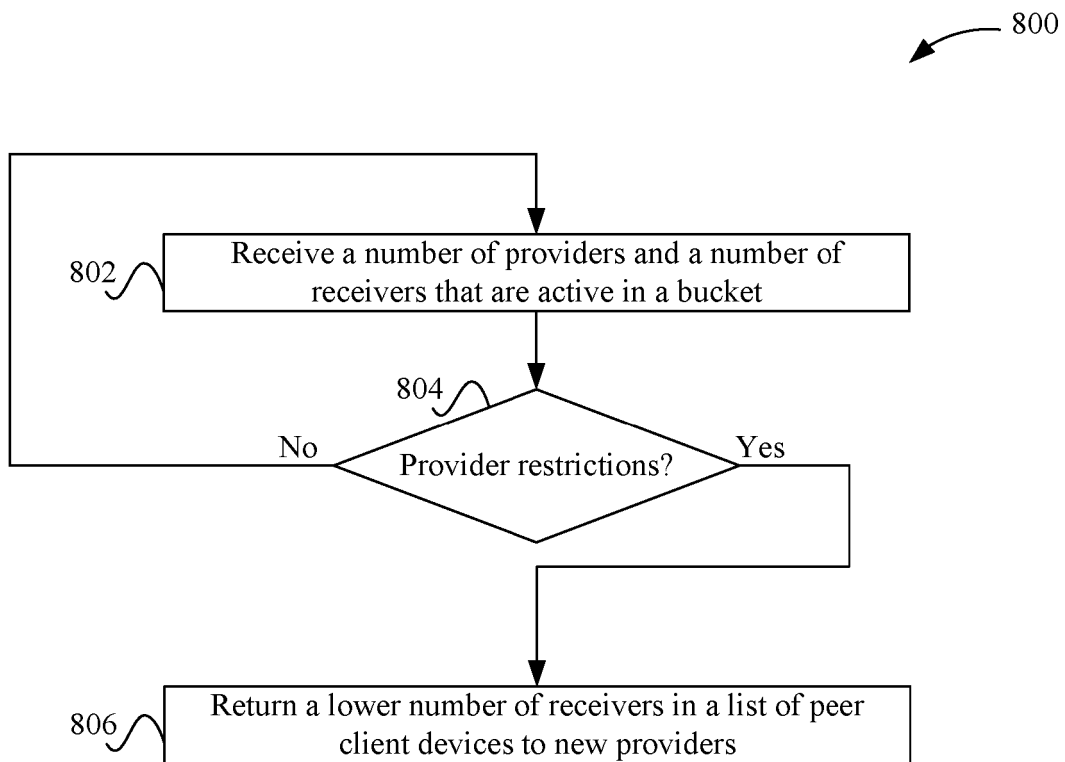 800
Receive a number of providers and a number of
receivers that are active in a bucket
802
804
No
Provider restrictions?
Yes
Return a lower number of receivers in a list of peer
client devices to new providers
806